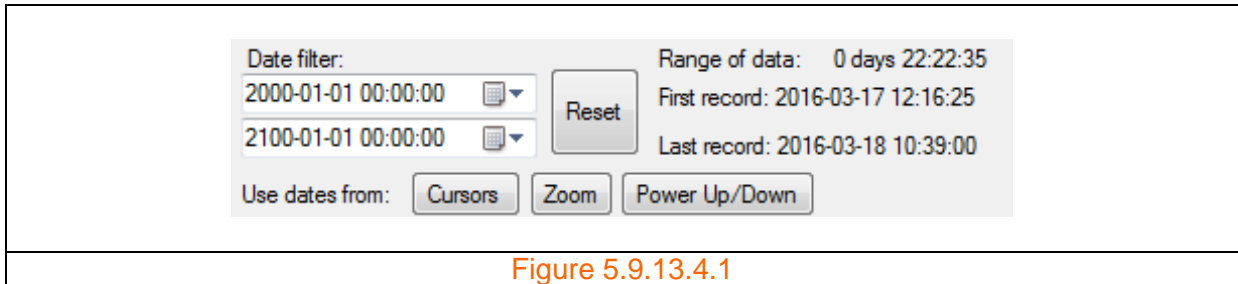 Date filter:
2000-01-01 00:00:00
2100-01-01 00:00:00
Reset
Range of data: 0 days 22:22:35
First record: 2016-03-17 12:16:25
Last record: 2016-03-18 10:39:00
Use dates from: Cursors Zoom Power Up/Down
Figure 5.9.13.4.1